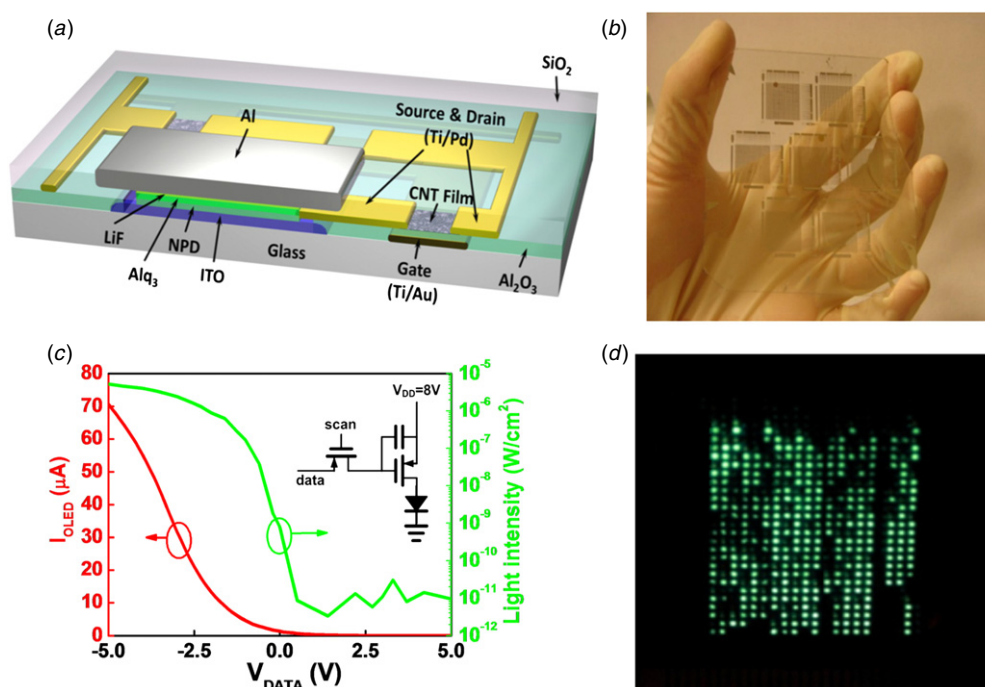 (a)
SiO2
Source & Drain
(Ti/Pd)
Al
CNT Film
LiF
NPD
Alq3
ITO
Glass
Gate
(Ti/Au)
Al2O3
(b)
(c)
80
70
60
50
40
30
20
10
0
IOLED (μA)
-5.0
-2.5
0.0
2.5
5.0
VDATA (V)
VDD=8V
scan
data
10-5
10-6
10-7
10-8
10-9
10-10
10-11
10-12
Light intensity (W/cm2)
(d)